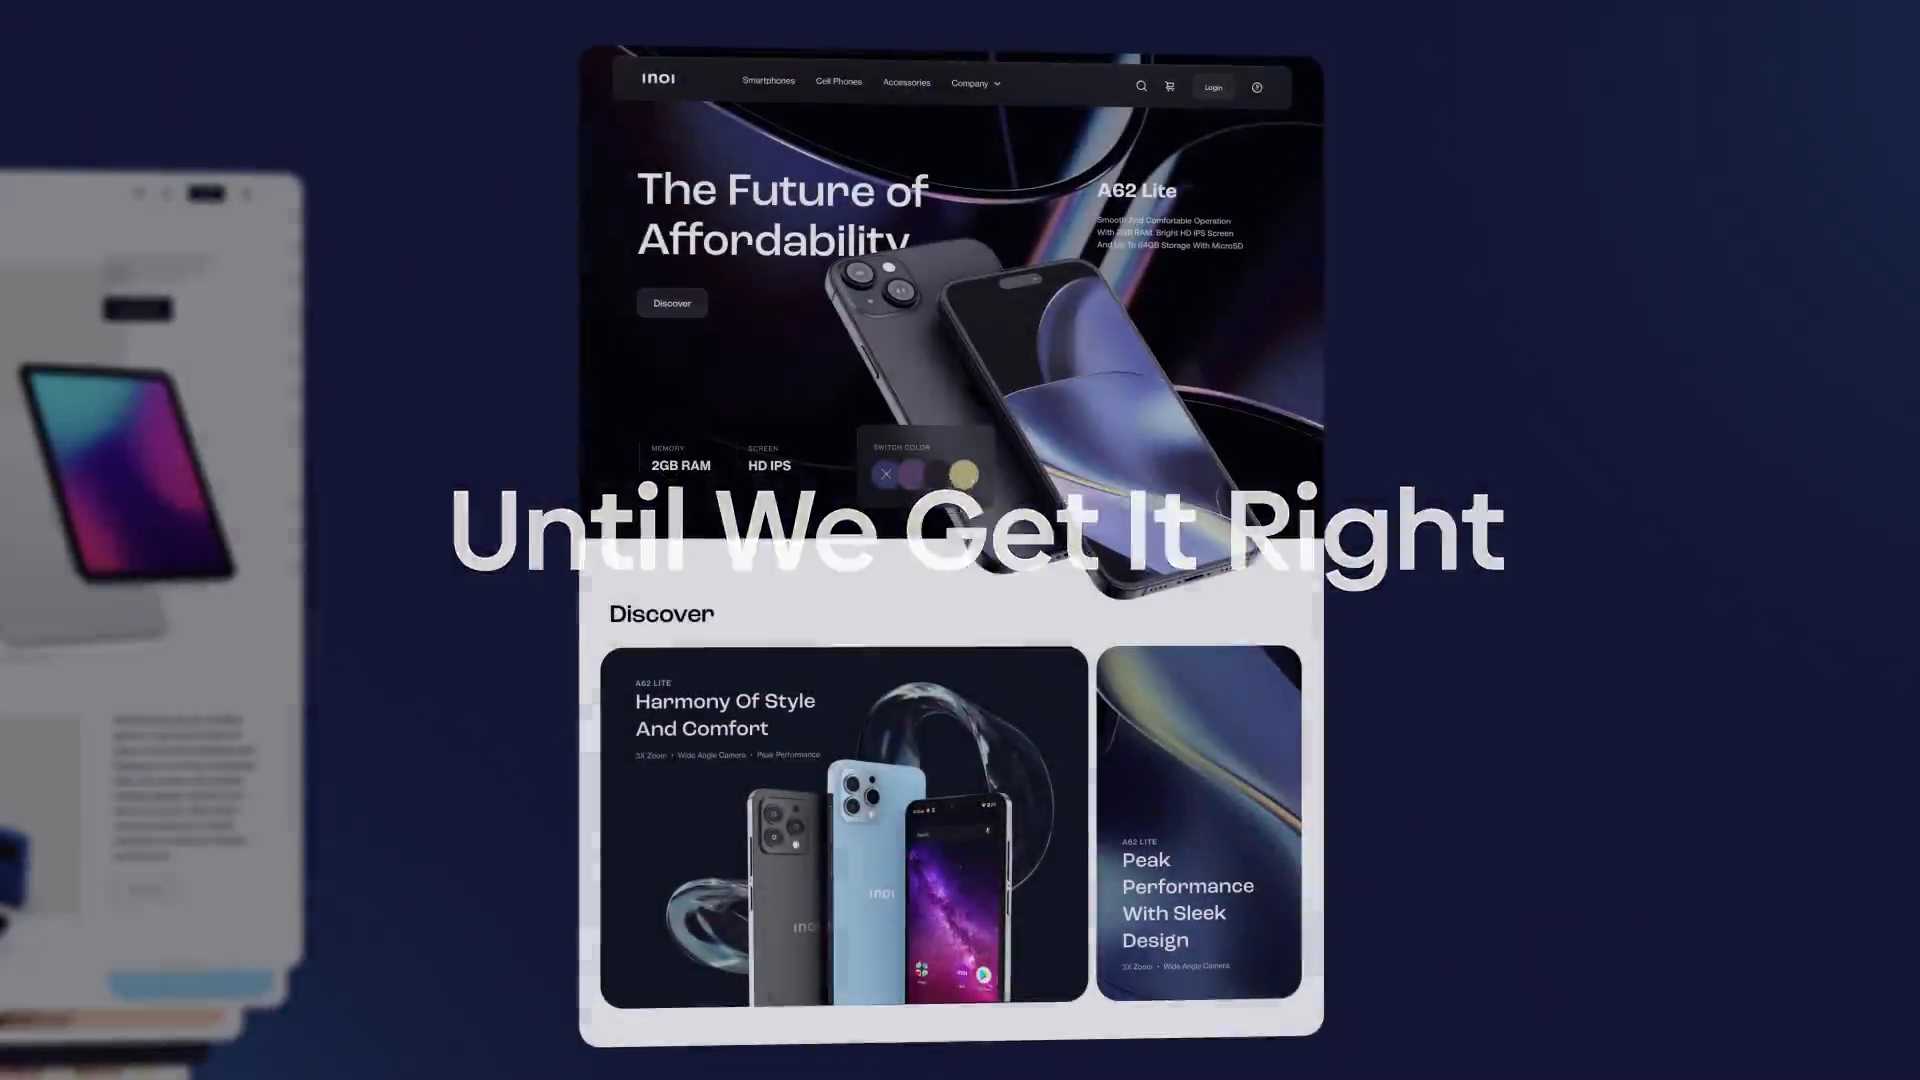 INOI
Smartphones
Cell Phones
Accessories
Company
Login
The Future of
Affordability
A62 Lite
Smooth And Comfortable Operation
With 2GB RAM. Bright HD IPS Screen
And Up To 64GB Storage With MicroSD
Discover
MEMORY
2GB RAM
SCREEN
HD IPS
SWITCH COLOR
Until We Get It Right
Discover
A62 LITE
Harmony Of Style
And Comfort
3X Zoom • Wide Angle Camera • Peak Performance
inoi
A62 LITE
Peak
Performance
With Sleek
Design
3X Zoom • Wide Angle Camera